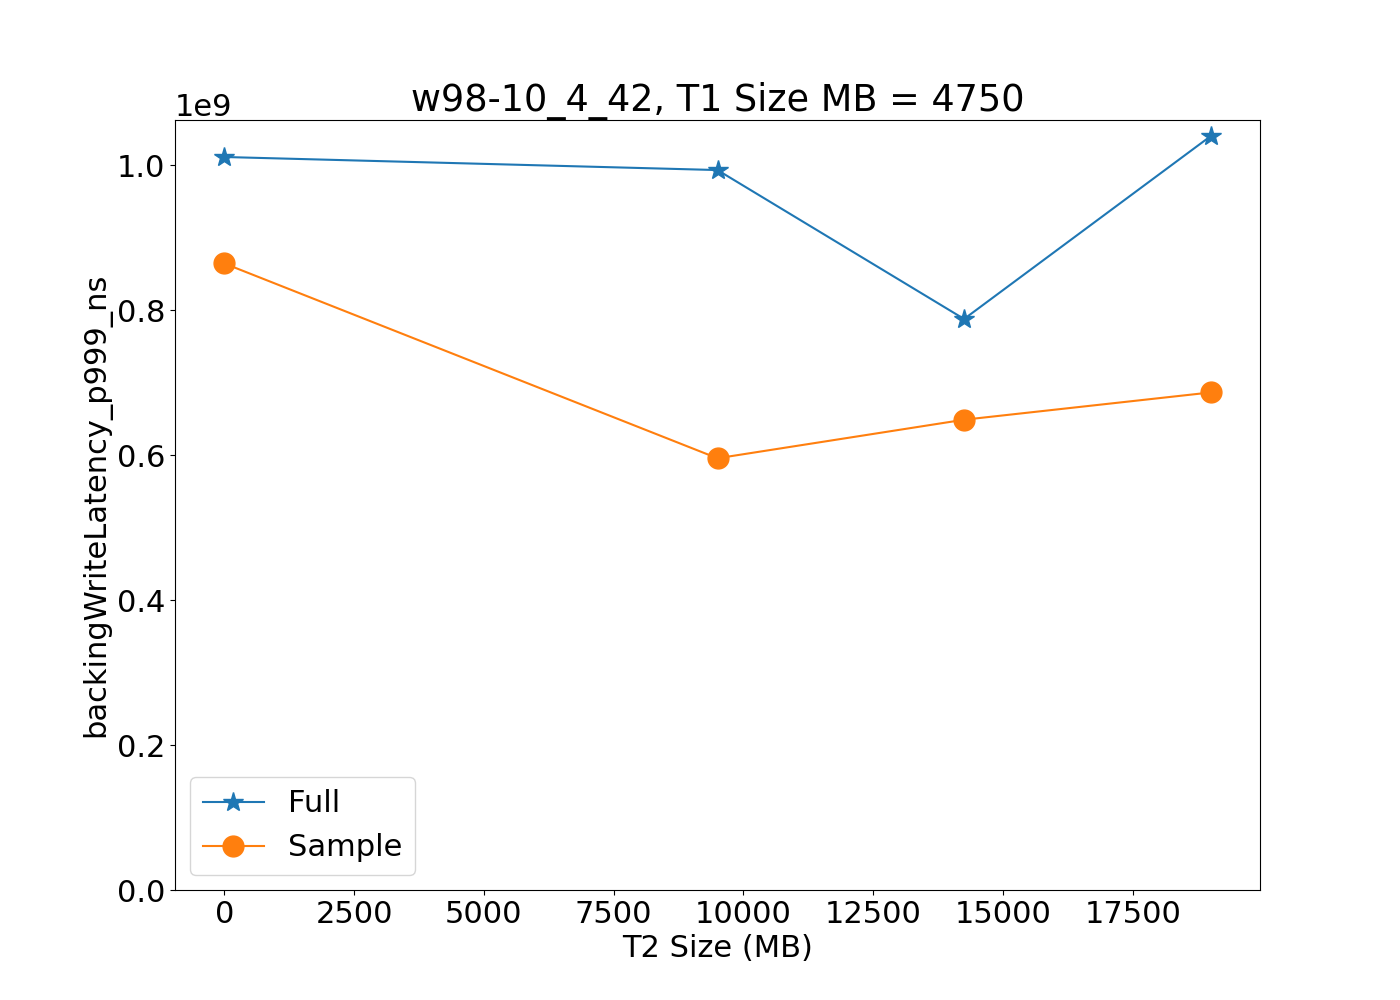 w98-10_4_42, T1 Size MB = 4750
1e9
1.0
0.8
0.6
0.4
0.2
0.0
backingWriteLatency_p999_ns
Full
Sample
0 2500 5000 7500 10000 12500 15000 17500
T2 Size (MB)